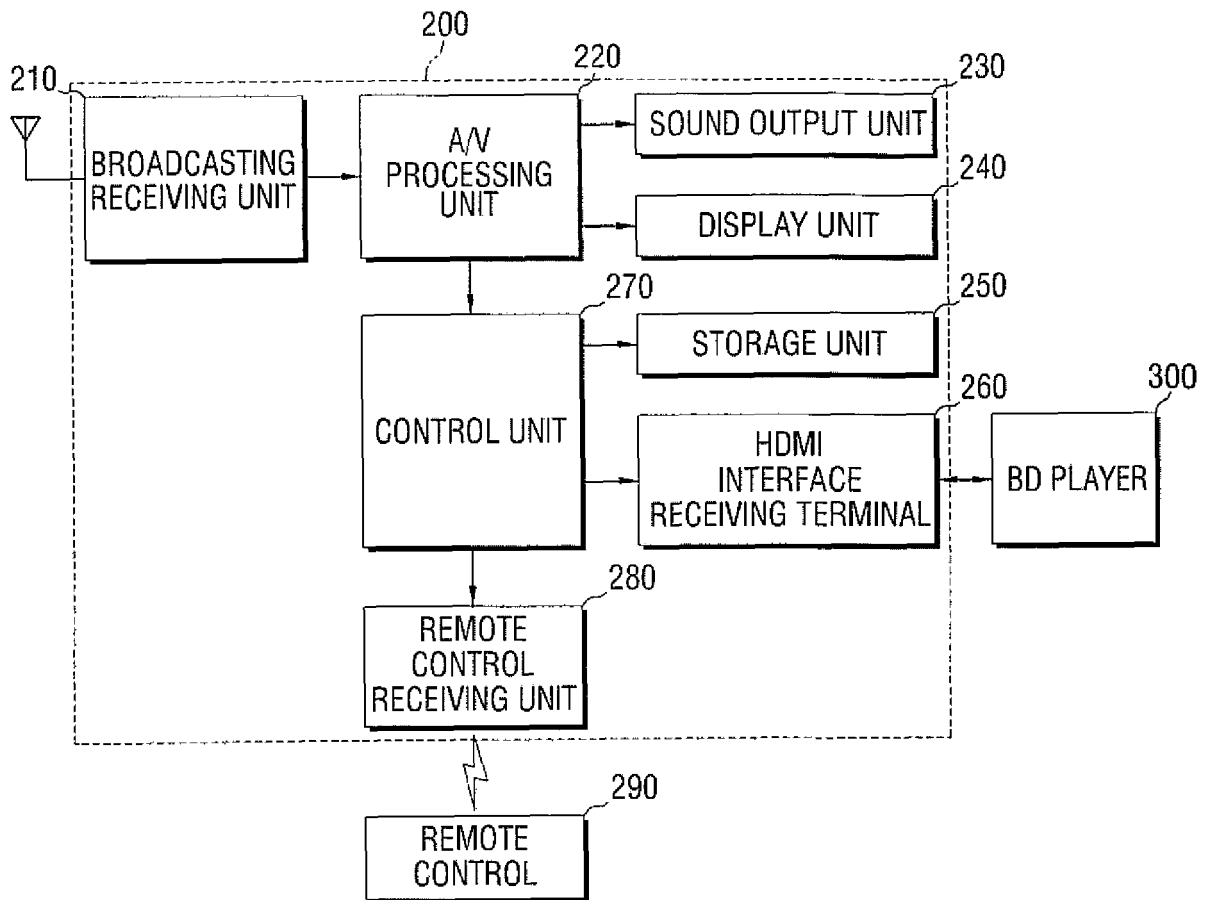 200
210
220
230
BROADCASTING
RECEIVING UNIT
A/V
PROCESSING
UNIT
SOUND OUTPUT UNIT
240
DISPLAY UNIT
270
250
CONTROL UNIT
STORAGE UNIT
260
300
HDMI
INTERFACE
RECEIVING TERMINAL
BD PLAYER
280
REMOTE
CONTROL
RECEIVING UNIT
290
REMOTE
CONTROL